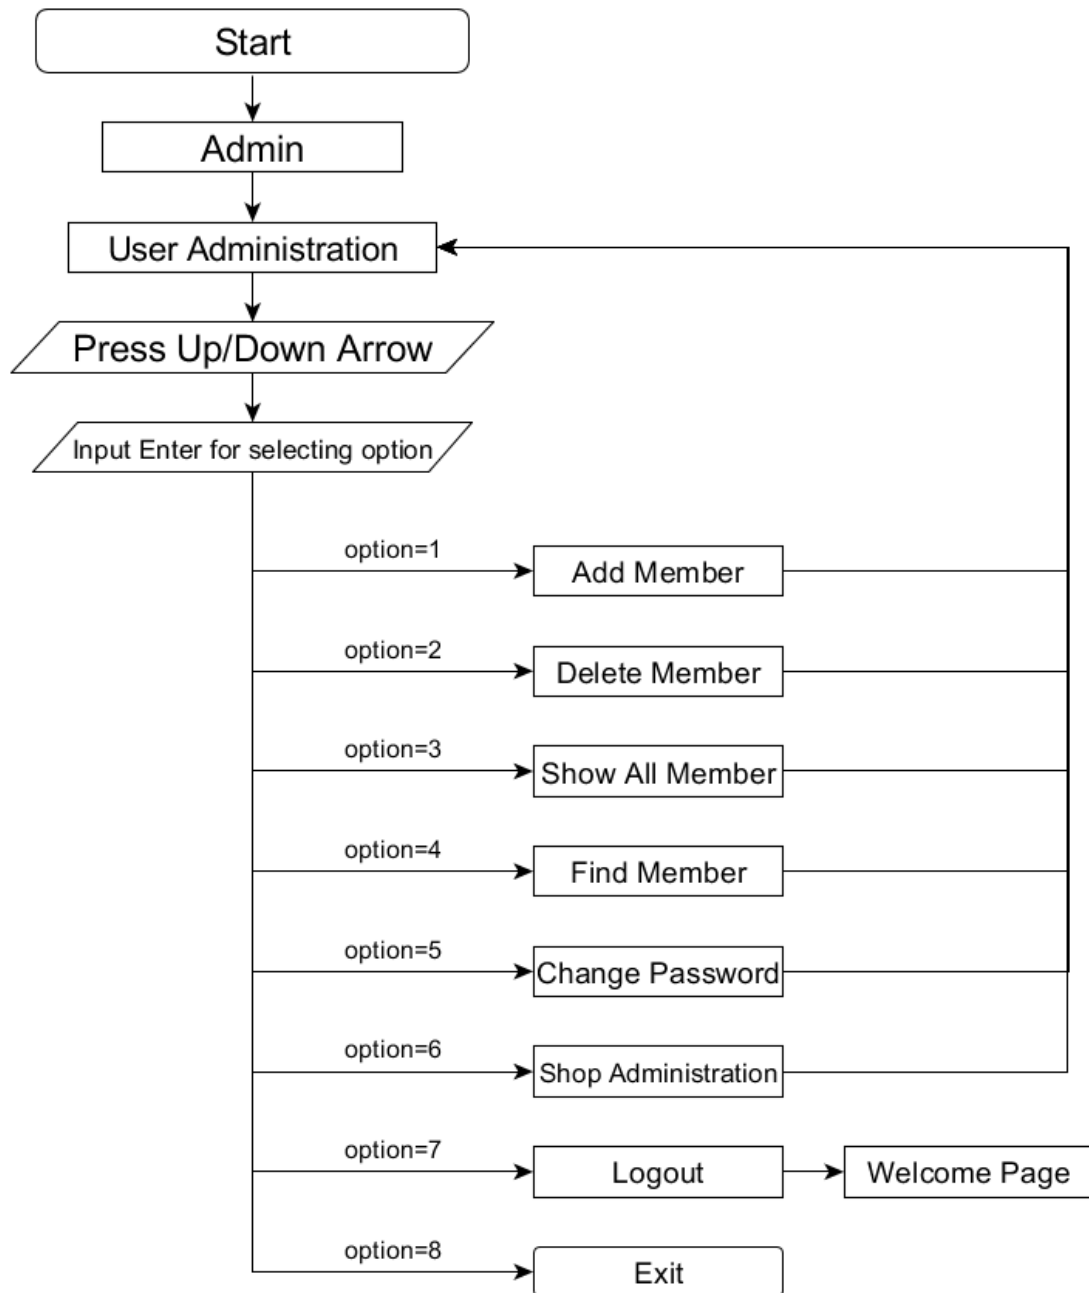 Start
Admin
User Administration
Press Up/Down Arrow
Input Enter for selecting option
option=1
Add Member
option=2
Delete Member
option=3
Show All Member
option=4
Find Member
option=5
Change Password
option=6
Shop Administration
option=7
Logout
Welcome Page
option=8
Exit